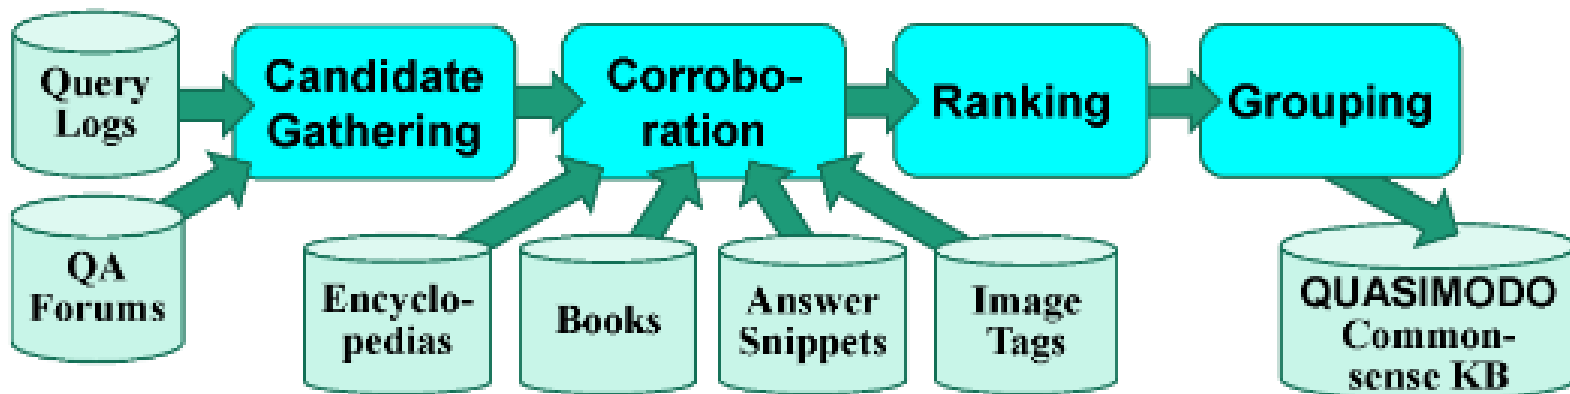 Query
Logs
Candidate
Gathering
Corrobo-
ration
Ranking
Grouping
QA
Forums
Encyclo-
pedias
Books
Answer
Snippets
Image
Tags
QUASIMODO
Common-
sense KB